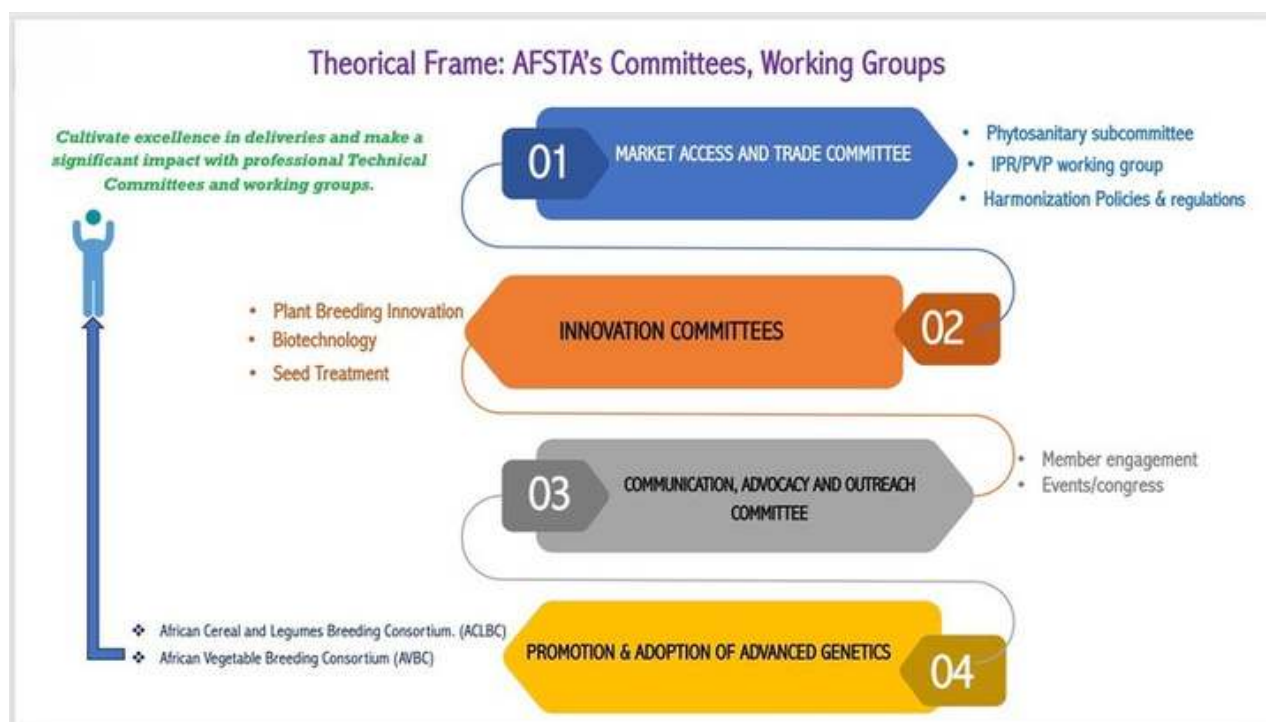 Theorical Frame: AFSTA's Committees, Working Groups
Cultivate excellence in deliveries and make a
significant impact with professional Technical
Committees and working groups.
01
MARKET ACCESS AND TRADE COMMITTEE
• Phytosanitary subcommittee
• IPR/PVP working group
• Harmonization Policies & regulations
• Plant Breeding Innovation
• Biotechnology
• Seed Treatment
INNOVATION COMMITTEES
02
03
COMMUNICATION, ADVOCACY AND OUTREACH
COMMITTEE
• Member engagement
• Events/congress
❖ African Cereal and Legumes Breeding Consortium. (ACLBC)
❖ African Vegetable Breeding Consortium (AVBC)
PROMOTION & ADOPTION OF ADVANCED GENETICS
04